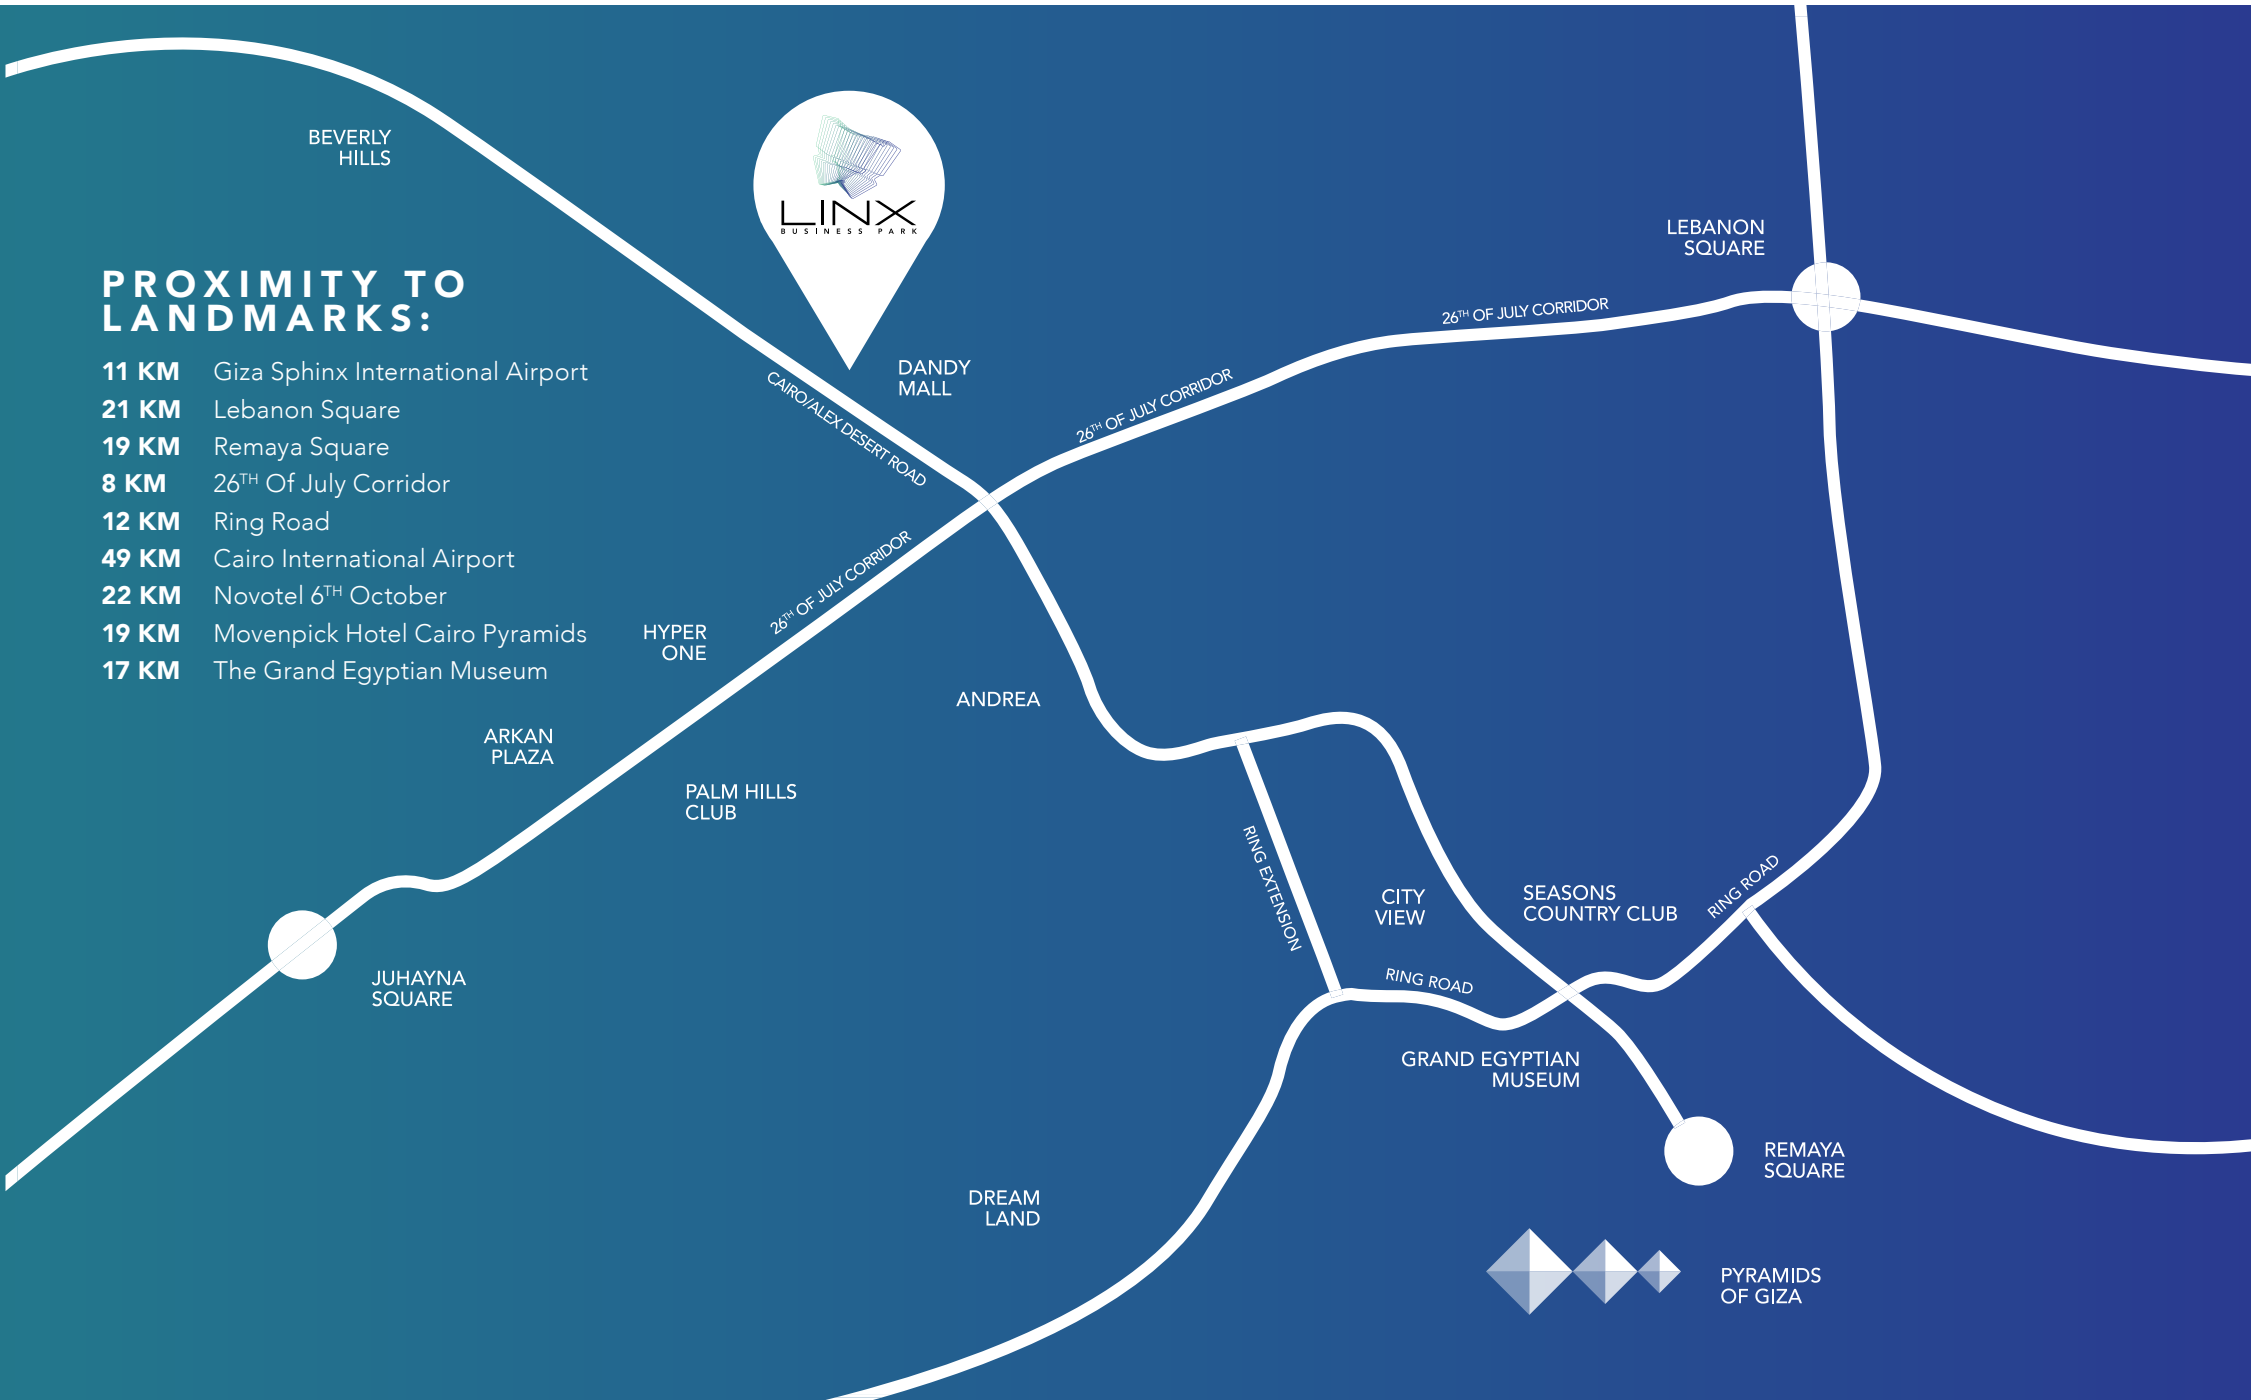 BEVERLY
HILLS
LINX
BUSINESS PARK
LEBANON
SQUARE
PROXIMITY TO
LANDMARKS:
11 KM Giza Sphinx International Airport
21 KM Lebanon Square
19 KM Remaya Square
8 KM 26TH Of July Corridor
12 KM Ring Road
49 KM Cairo International Airport
22 KM Novotel 6TH October
19 KM Movenpick Hotel Cairo Pyramids
17 KM The Grand Egyptian Museum
26TH OF JULY CORRIDOR
DANDY
MALL
CAIRO/ALEX DESERT ROAD
26TH OF JULY CORRIDOR
26TH OF JULY CORRIDOR
HYPER
ONE
ANDREA
ARKAN
PLAZA
PALM HILLS
CLUB
RING EXTENSION
CITY
VIEW
SEASONS
COUNTRY CLUB
RING ROAD
JUHAYNA
SQUARE
RING ROAD
GRAND EGYPTIAN
MUSEUM
REMAYA
SQUARE
DREAM
LAND
PYRAMIDS
OF GIZA